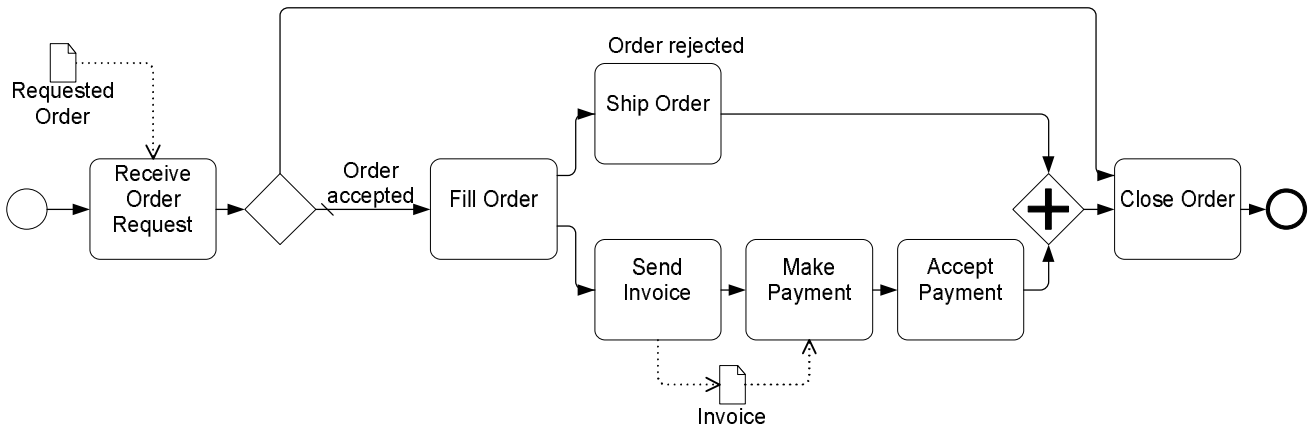 Order rejected
Requested
Order
Ship Order
Receive
Order
Request
Order
accepted
Fill Order
Close Order
Send
Invoice
Make
Payment
Accept
Payment
Invoice